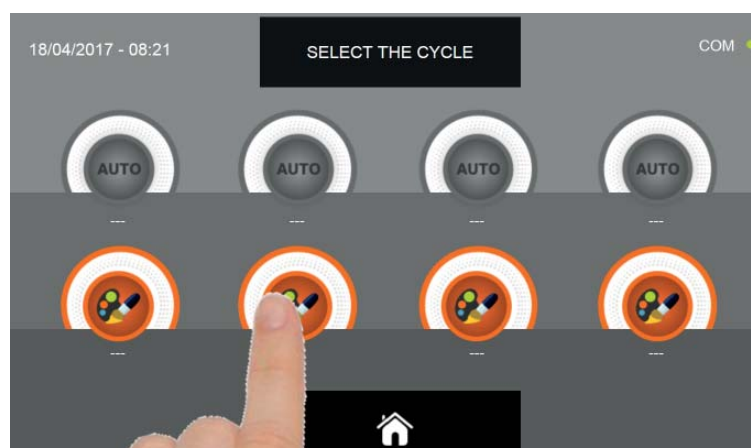 18/04/2017 - 08:21 SELECT THE CYCLE COM
AUTO AUTO AUTO AUTO
--- --- --- ---
--- --- ---